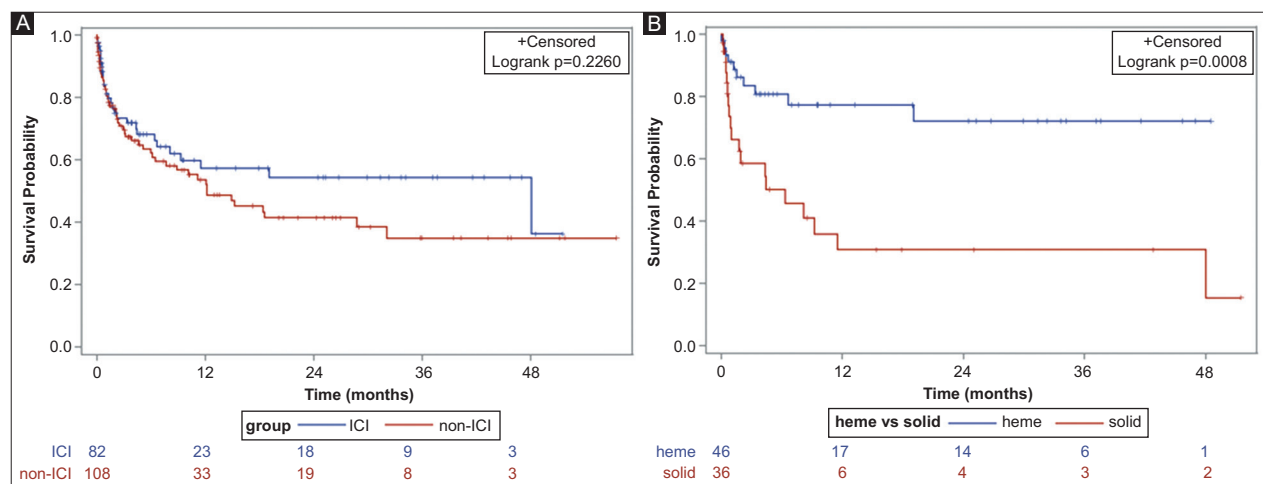 A
+Censored
Logrank p=0.2260
Survival Probability
1.0
0.8
0.6
0.4
0.2
0.0
0 12 24 36 48
Time (months)
group ICI non-ICI
ICI 82 23 18 9 3
non-ICI 108 33 19 8 3
B
+Censored
Logrank p=0.0008
Survival Probability
1.0
0.8
0.6
0.4
0.2
0.0
0 12 24 36 48
Time (months)
heme vs solid heme solid
heme 46 17 14 6 1
solid 36 6 4 3 2